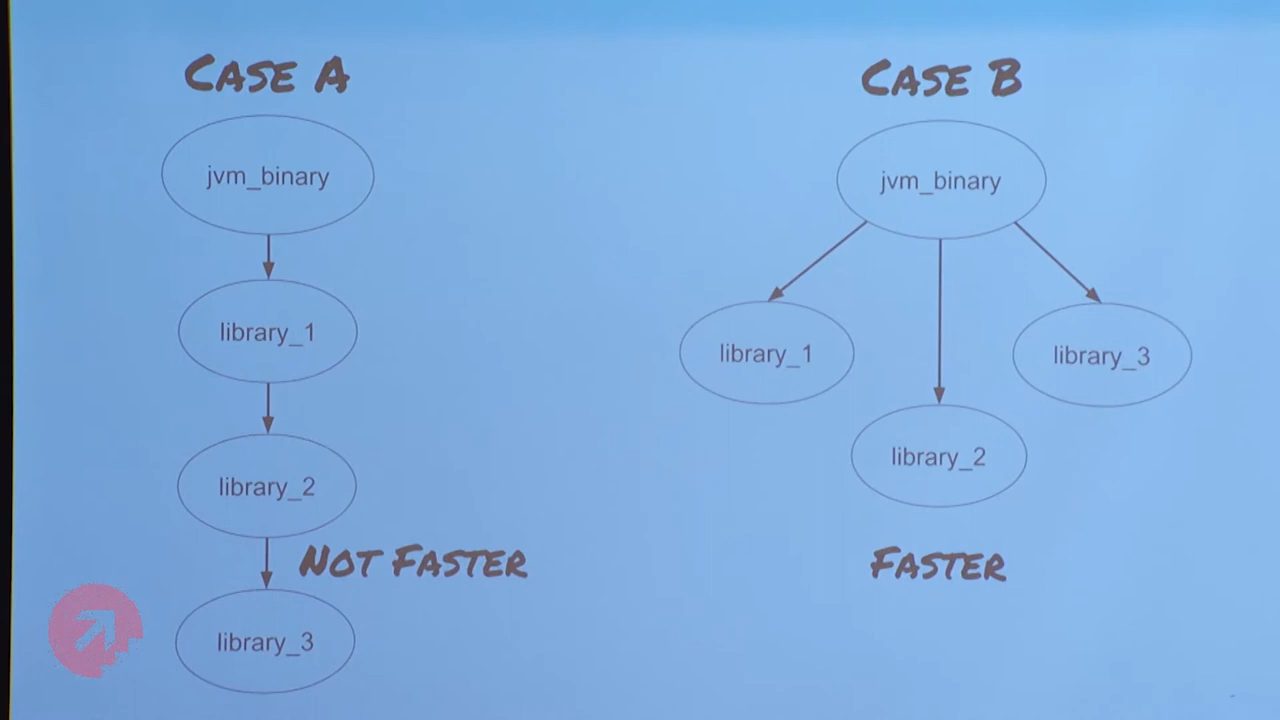 CASE A
jvm_binary
library_1
library_2
NOT FASTER
library_3
CASE B
jvm_binary
library_1
library_3
library_2
FASTER